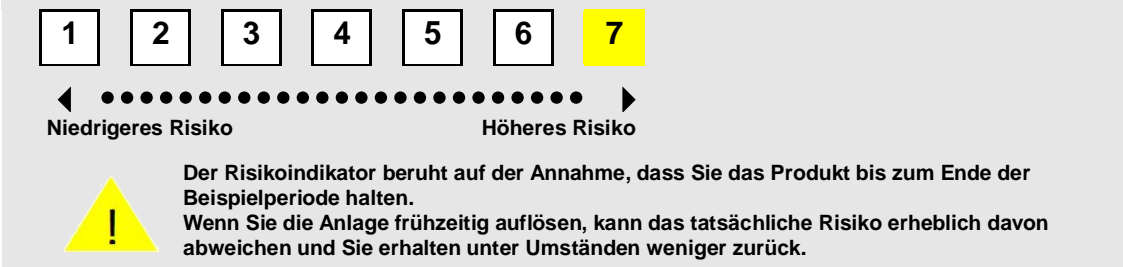 1 2 3 4 5 6 7
Niedrigeres Risiko Höheres Risiko
Der Risikoindikator beruht auf der Annahme, dass Sie das Produkt bis zum Ende der
Beispielperiode halten.
Wenn Sie die Anlage frühzeitig auflösen, kann das tatsächliche Risiko erheblich davon
abweichen und Sie erhalten unter Umständen weniger zurück.
!